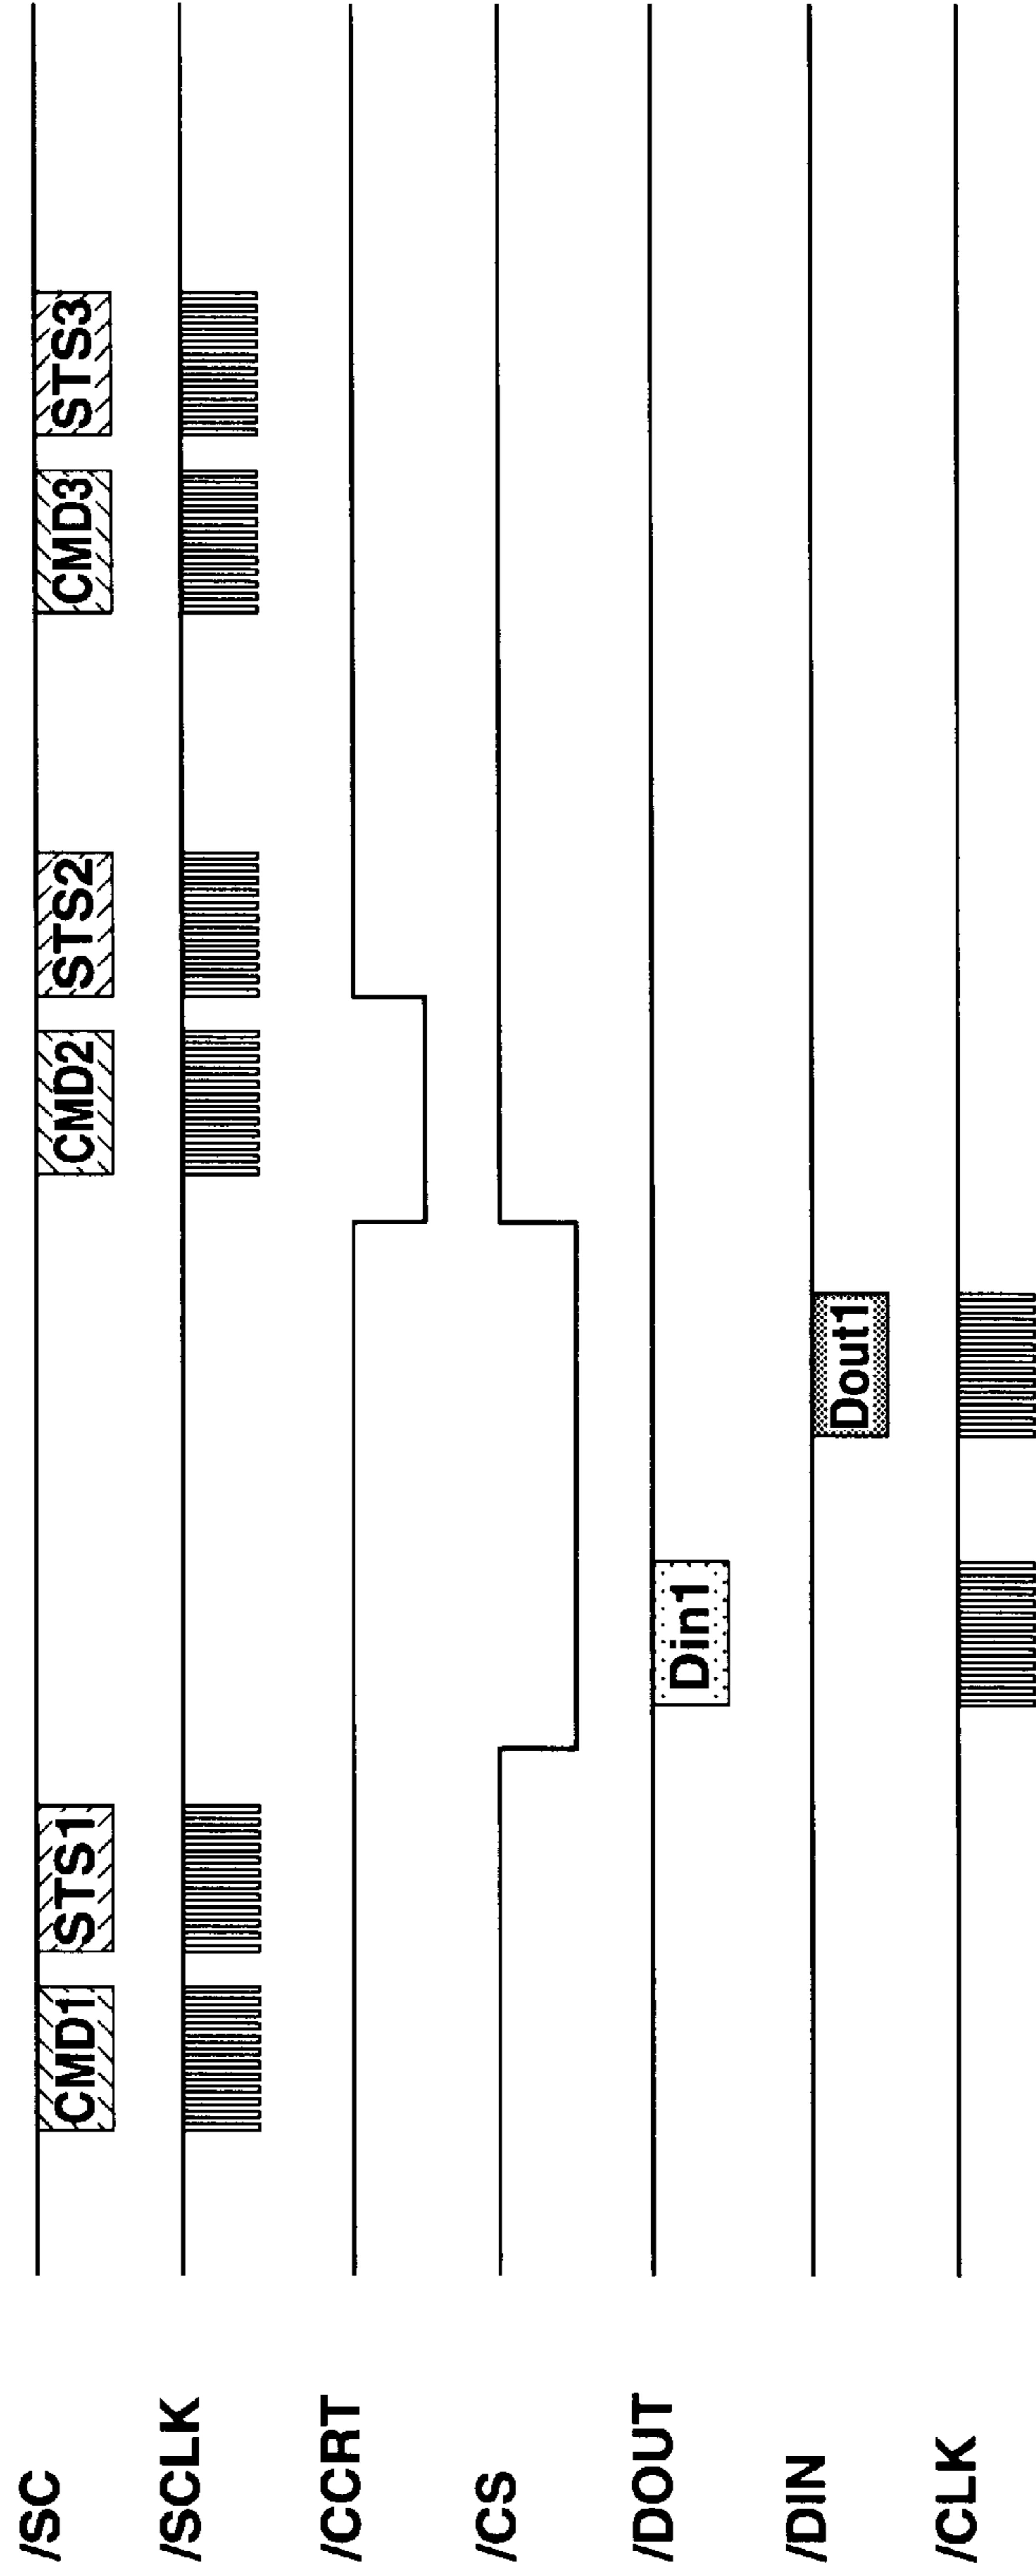 /SC
CMD1 STS1 CMD2 STS2 CMD3 STS3
/SCLK
/CCRT
/CS
/DOUT
Din1
/DIN
Dout1
/CLK